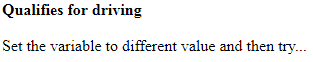 Qualifies for driving
Set the variable to different value and then try...